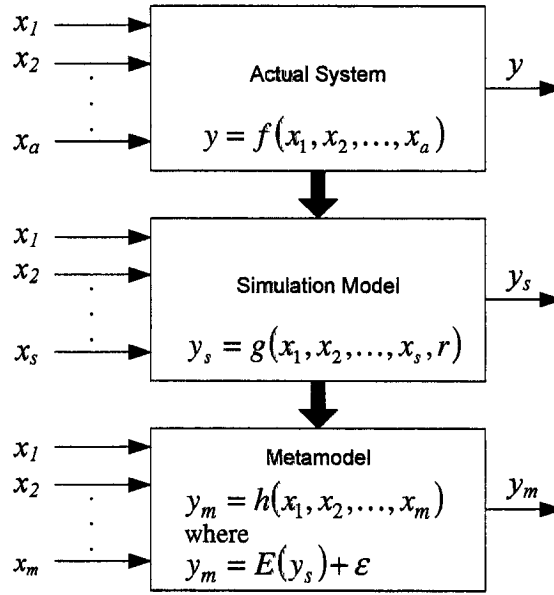 x₁
x₂
Actual System
y
xₐ
y = f(x₁, x₂, ..., xₐ)
x₁
x₂
Simulation Model
yₛ
xₛ
yₛ = g(x₁, x₂, ..., xₛ, r)
x₁
Metamodel
x₂
yₘ = h(x₁, x₂, ..., xₘ)
yₘ
where
xₘ
yₘ = E(yₛ) + ε